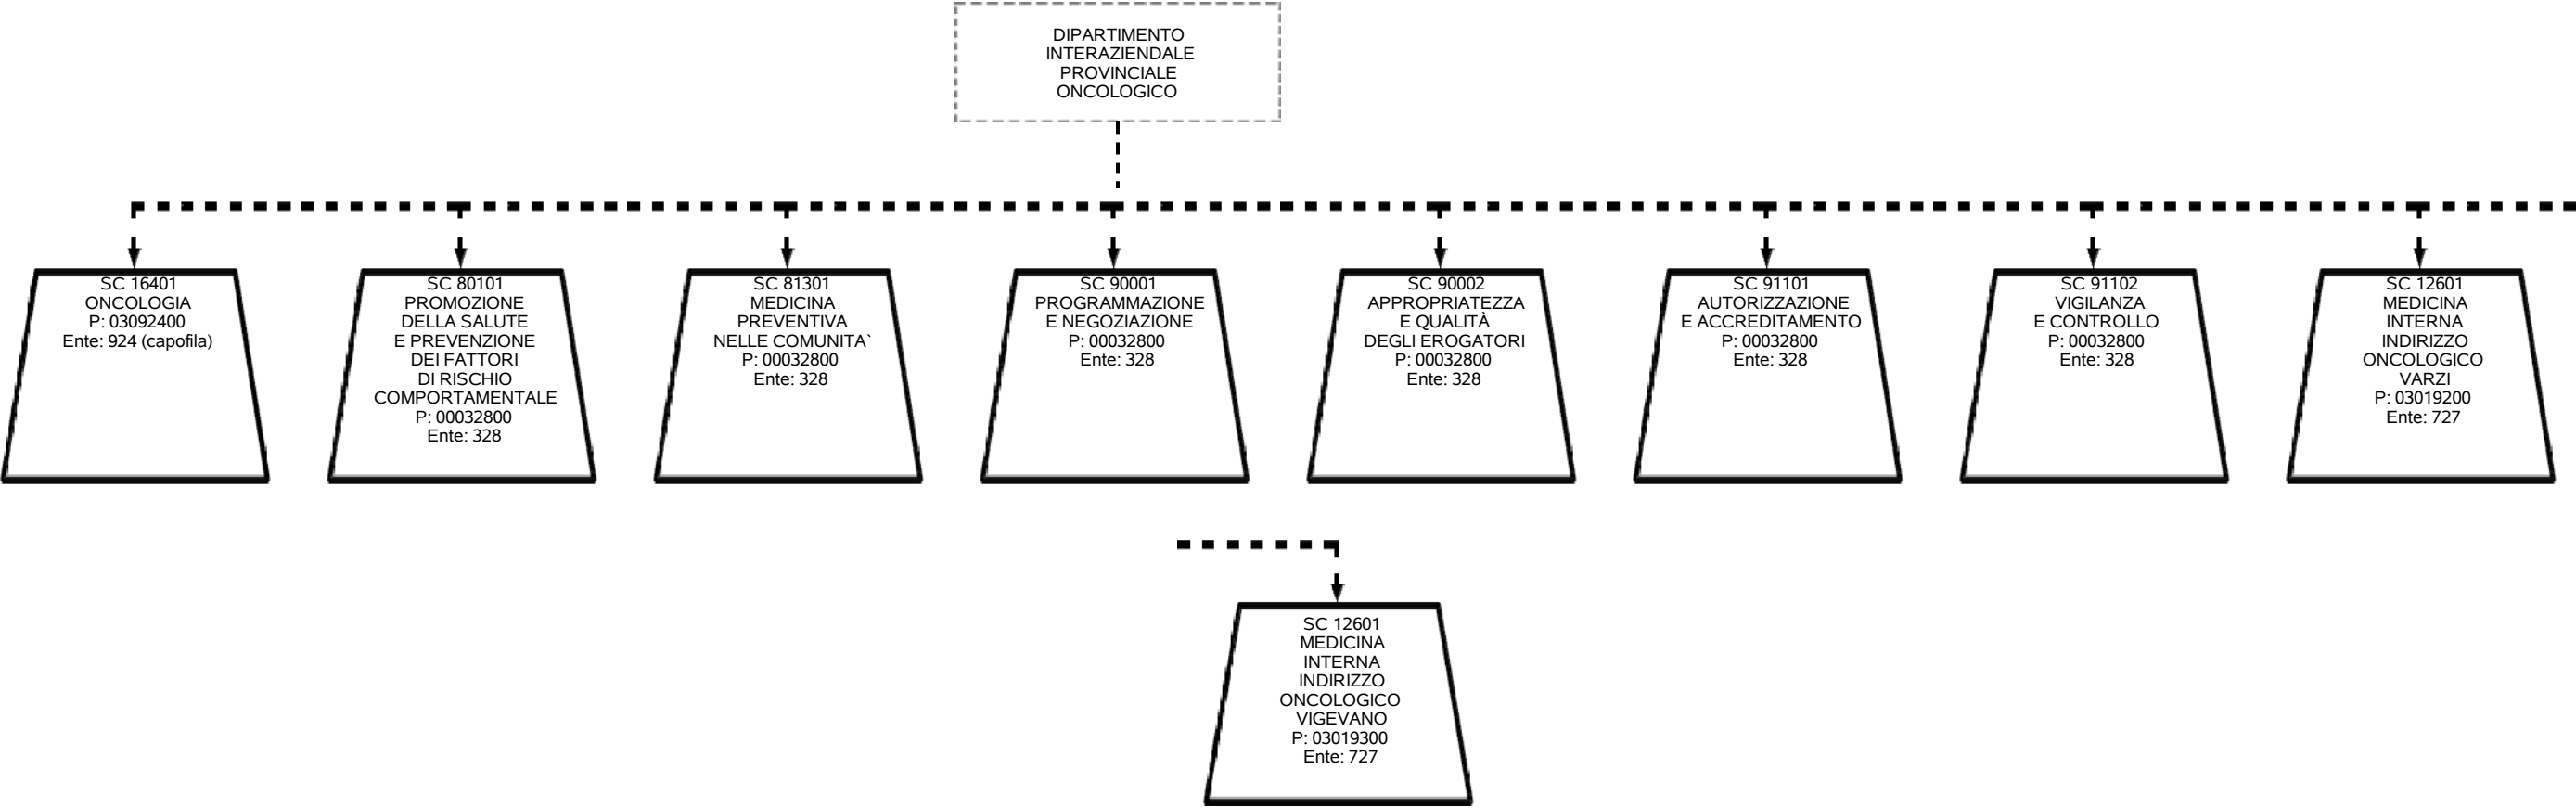 DIPARTIMENTO
INTERAZIENDALE
PROVINCIALE
ONCOLOGICO
SC 16401
ONCOLOGIA
P: 03092400
Ente: 924 (capofila)
SC 80101
PROMOZIONE
DELLA SALUTE
E PREVENZIONE
DEI FATTORI
DI RISCHIO
COMPORTAMENTALE
P: 00032800
Ente: 328
SC 81301
MEDICINA
PREVENTIVA
NELLE COMUNITA`
P: 00032800
Ente: 328
SC 90001
PROGRAMMAZIONE
E NEGOZIAZIONE
P: 00032800
Ente: 328
SC 90002
APPROPRIATEZZA
E QUALITÀ
DEGLI EROGATORI
P: 00032800
Ente: 328
SC 91101
AUTORIZZAZIONE
E ACCREDITAMENTO
P: 00032800
Ente: 328
SC 91102
VIGILANZA
E CONTROLLO
P: 00032800
Ente: 328
SC 12601
MEDICINA
INTERNA
INDIRIZZO
ONCOLOGICO
VARZI
P: 03019200
Ente: 727
SC 12601
MEDICINA
INTERNA
INDIRIZZO
ONCOLOGICO
VIGEVANO
P: 03019300
Ente: 727